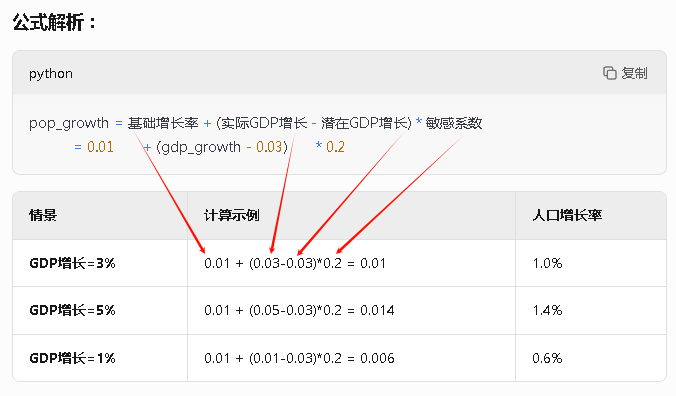 公式解析：
python 复制
pop_growth = 基础增长率 + (实际GDP增长 - 潜在GDP增长) * 敏感系数
= 0.01 + (gdp_growth - 0.03) * 0.2
情景 计算示例 人口增长率
GDP增长=3% 0.01 + (0.03-0.03)*0.2 = 0.01 1.0%
GDP增长=5% 0.01 + (0.05-0.03)*0.2 = 0.014 1.4%
GDP增长=1% 0.01 + (0.01-0.03)*0.2 = 0.006 0.6%